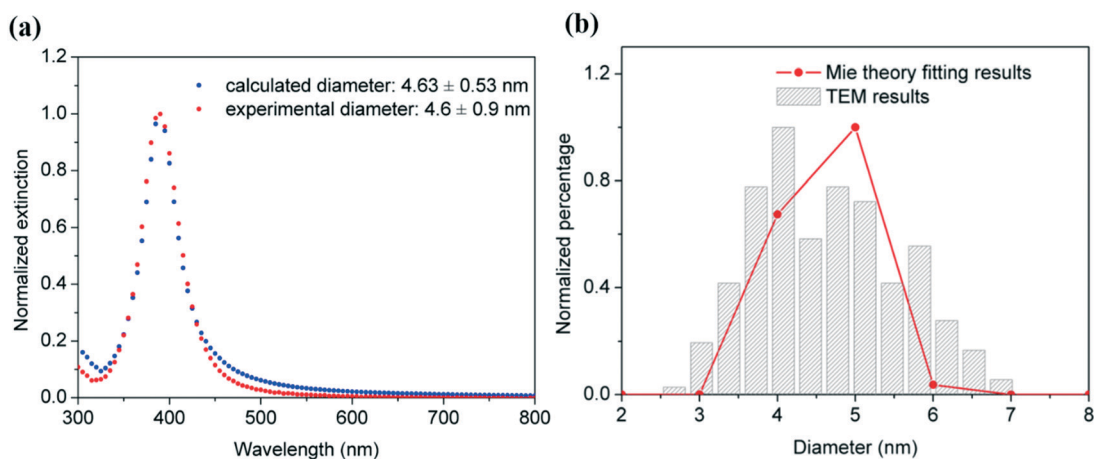 (a)
1.2
1.0
0.8
0.6
0.4
0.2
0.0
Normalized extinction
calculated diameter: 4.63 ± 0.53 nm
experimental diameter: 4.6 ± 0.9 nm
300
400
500
600
700
800
Wavelength (nm)
(b)
1.2
0.8
0.4
0.0
Normalized percentage
Mie theory fitting results
TEM results
2
3
4
5
6
7
8
Diameter (nm)